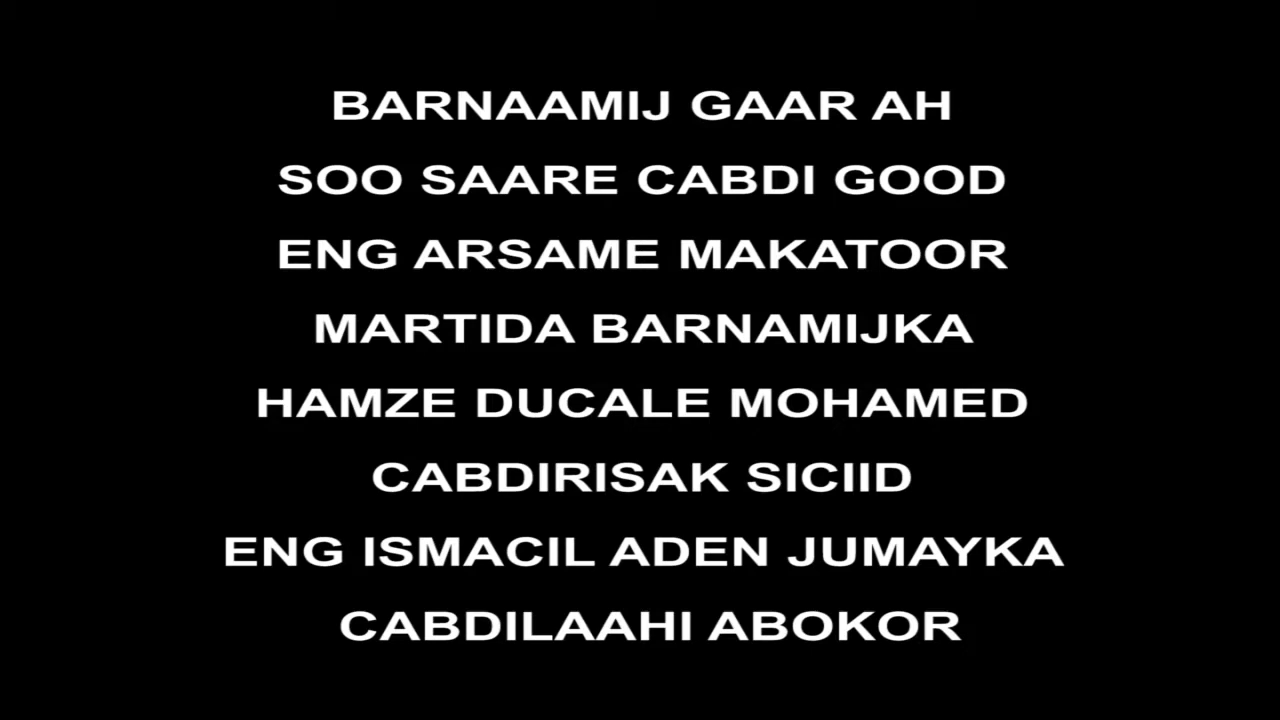 BARNAAMIJ GAAR AH
SOO SAARE CABDI GOOD
ENG ARSAME MAKATOOR
MARTIDA BARNAMIJKA
HAMZE DUCALE MOHAMED
CABDIRISAK SICIID
ENG ISMACIL ADEN JUMAYKA
CABDILAAHI ABOKOR